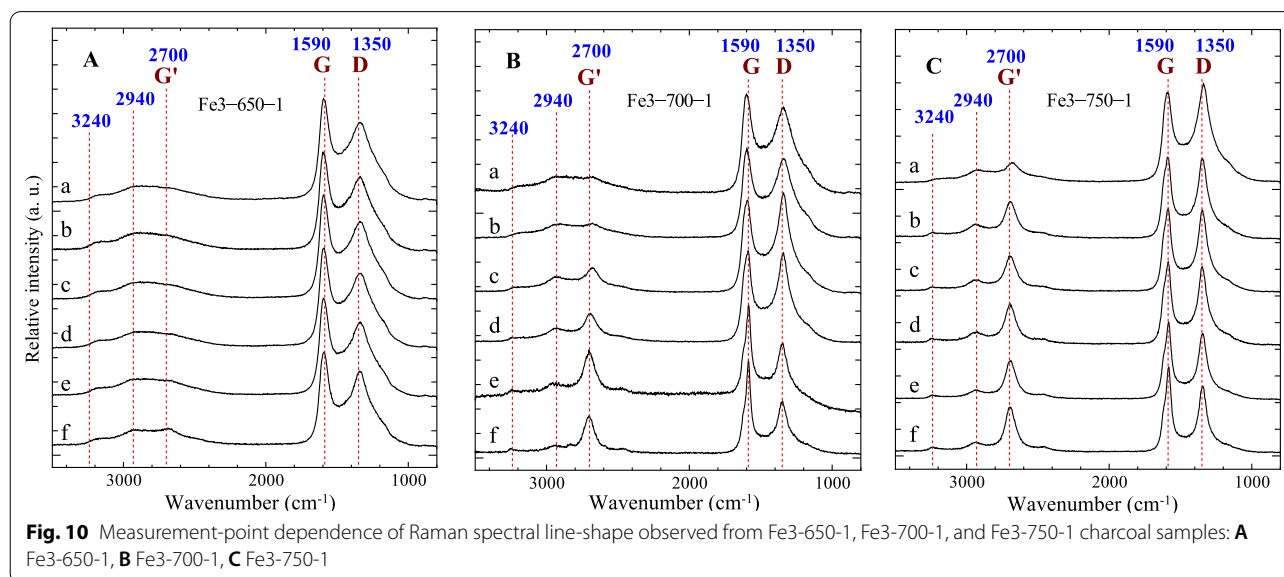 Relative intensity (a. u.)
A
2940
3240
2700
G'
Fe3–650–1
1590
G
1350
D
a
b
c
d
e
f
3000 2000 1000
Wavenumber (cm-1)
B
2940
3240
2700
G'
Fe3–700–1
1590
G
1350
D
a
b
c
d
e
f
3000 2000 1000
Wavenumber (cm-1)
C
2940
3240
2700
G'
Fe3–750–1
1590
G
1350
D
a
b
c
d
e
f
3000 2000 1000
Wavenumber (cm-1)
Fig. 10 Measurement-point dependence of Raman spectral line-shape observed from Fe3-650-1, Fe3-700-1, and Fe3-750-1 charcoal samples: A
Fe3-650-1, B Fe3-700-1, C Fe3-750-1